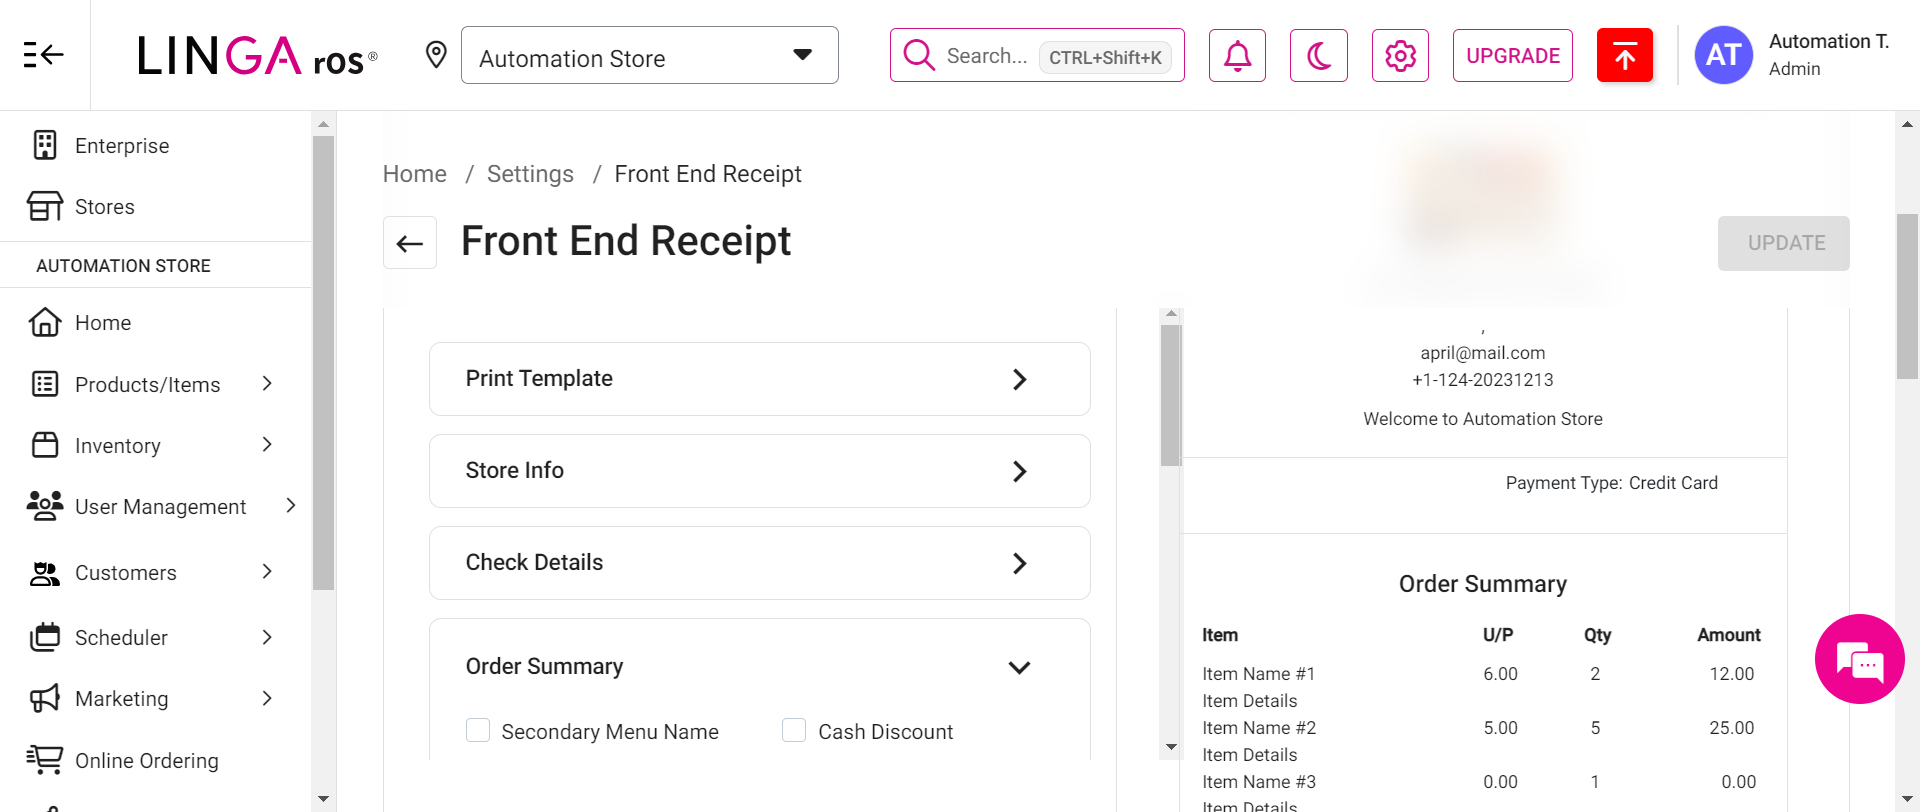 LINGA ros®
Automation Store
Search... CTRL+Shift+K
UPGRADE
AT
Automation T.
Admin
Enterprise
Stores
AUTOMATION STORE
Home
Products/Items
Inventory
User Management
Customers
Scheduler
Marketing
Online Ordering
Home / Settings / Front End Receipt
Front End Receipt
UPDATE
Print Template
Store Info
Check Details
Order Summary
Secondary Menu Name
Cash Discount
,
april@mail.com
+1-124-20231213
Welcome to Automation Store
Payment Type: Credit Card
Order Summary
Item U/P Qty Amount
Item Name #1 6.00 2 12.00
Item Details
Item Name #2 5.00 5 25.00
Item Details
Item Name #3 0.00 1 0.00
Item Details